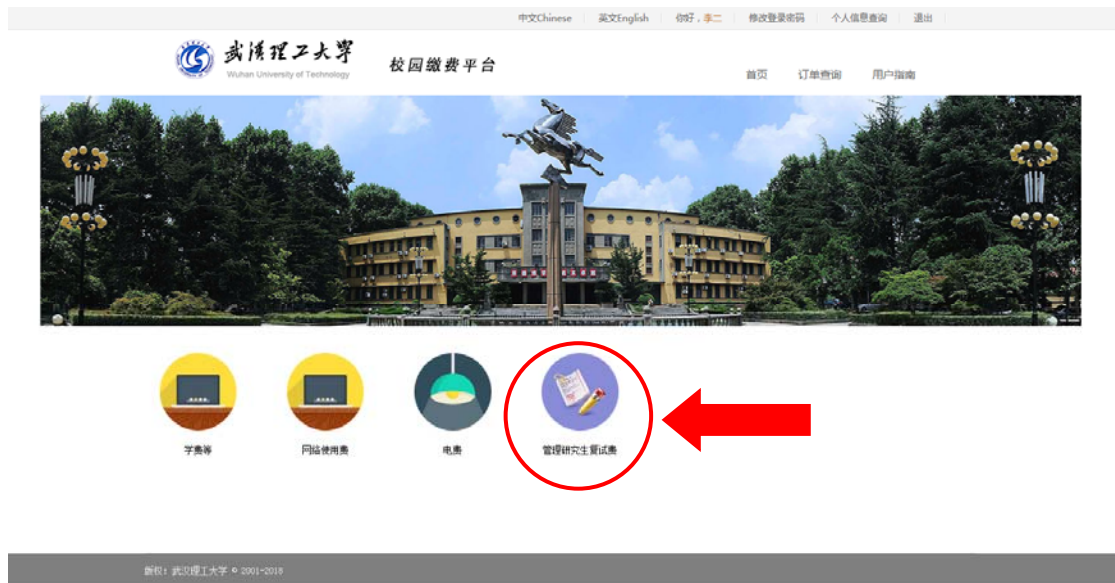 中文Chinese 英文English 你好，李二 修改登录密码 个人信息查询 退出
武汉理工大学
Wuhan University of Technology
校园缴费平台
首页 订单查询 用户指南
学费等 网络使用费 电费 管理研究生复试费
版权：武汉理工大学 © 2001-2018